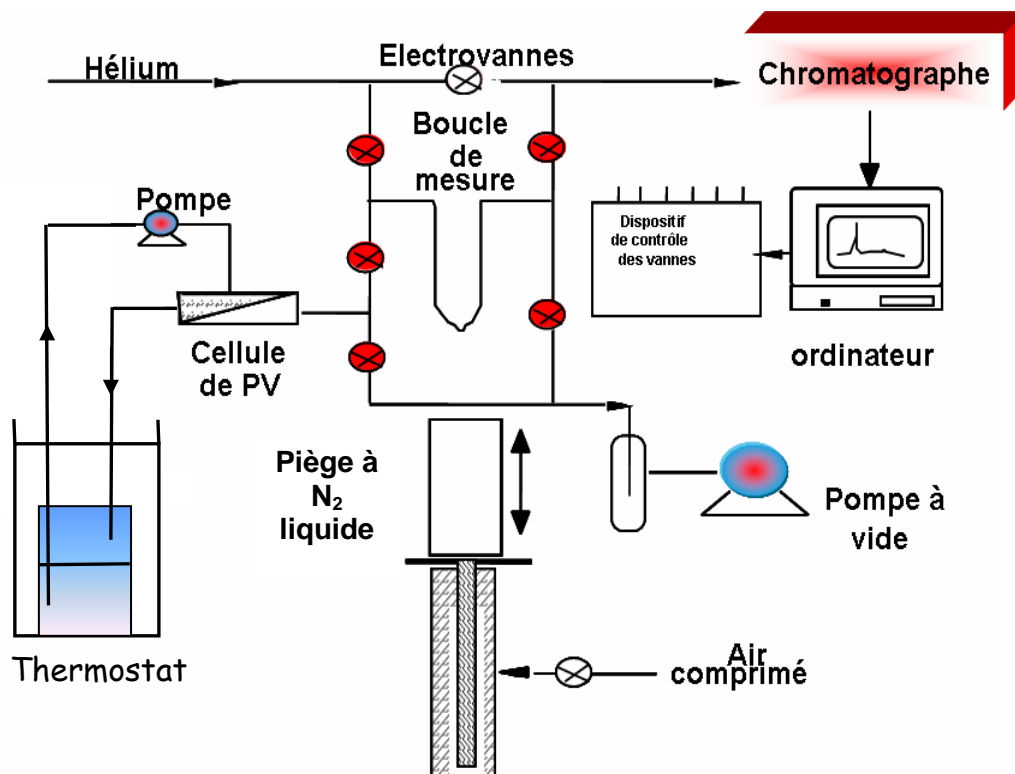 Hélium
Electrovannes
Chromatographe
Boucle
de
mesure
Pompe
Dispositif
de contrôle
des vannes
Cellule
de PV
ordinateur
Piège à
N₂
liquide
Pompe à
vide
Thermostat
Air
comprimé